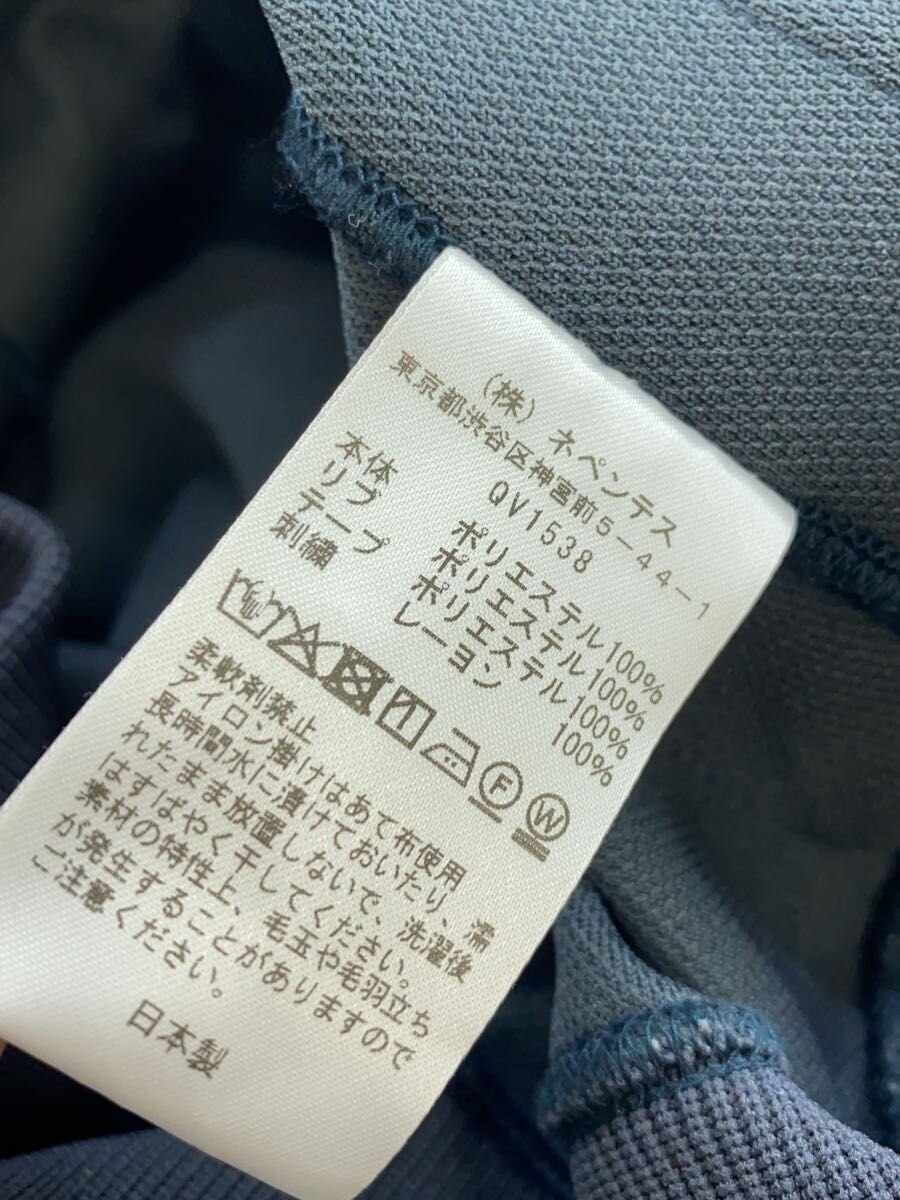 (株) ネペンテス
東京都渋谷区神宮前5-44-1
QV1538
本体 ポリエステル100%
リブ ポリエステル100%
テープ ポリエステル100%
刺繍 レーヨン 100%
F W
柔軟剤禁止
アイロン掛けはあて布使用
長時間水に漬けておいたり、濡
れたまま放置しないで、洗濯後
はすばやく干してください。
素材の特性上、毛玉や毛羽立ち
が発生することがありますので
ご注意ください。
日本製